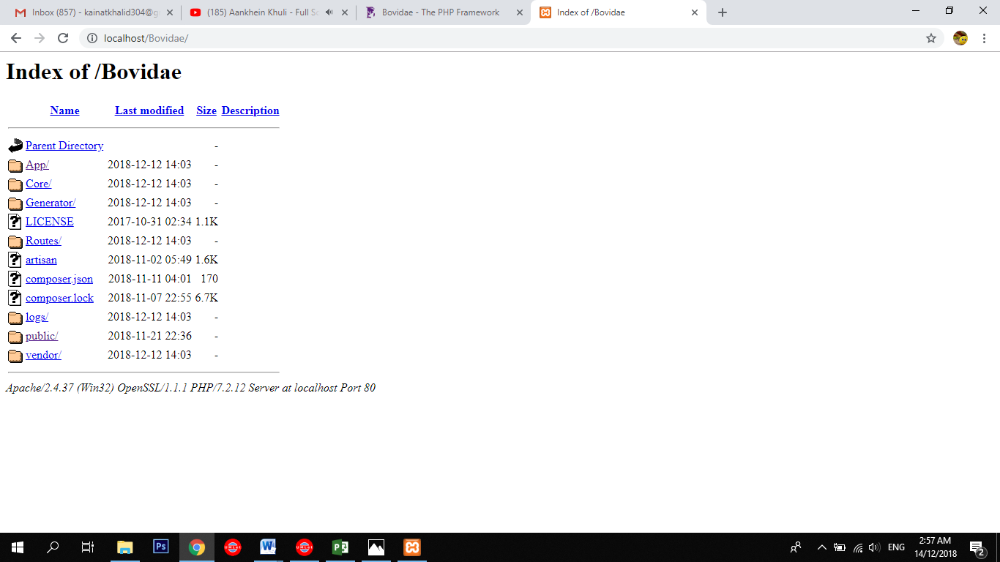 Inbox (857) - kainatkhalid304@g
(185) Aankhein Khuli - Full So
Bovidae - The PHP Framework
Index of /Bovidae
localhost/Bovidae/
Index of /Bovidae
Name Last modified Size Description
Parent Directory -
App/ 2018-12-12 14:03 -
Core/ 2018-12-12 14:03 -
Generator/ 2018-12-12 14:03 -
LICENSE 2017-10-31 02:34 1.1K
Routes/ 2018-12-12 14:03 -
artisan 2018-11-02 05:49 1.6K
composer.json 2018-11-11 04:01 170
composer.lock 2018-11-07 22:55 6.7K
logs/ 2018-12-12 14:03 -
public/ 2018-11-21 22:36 -
vendor/ 2018-12-12 14:03 -
Apache/2.4.37 (Win32) OpenSSL/1.1.1 PHP/7.2.12 Server at localhost Port 80
Ps
W
P
ENG
2:57 AM
14/12/2018
2